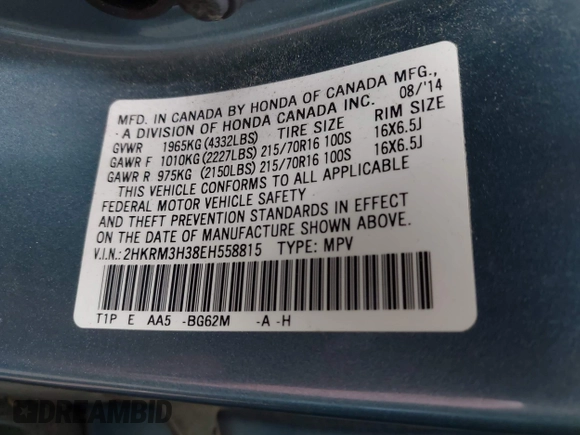 MFD. IN CANADA BY HONDA OF CANADA MFG.,
- A DIVISION OF HONDA CANADA INC. 08/'14
GVWR 1965KG (4332LBS) TIRE SIZE RIM SIZE
GAWR F 1010KG (2227LBS) 215/70R16 100S 16X6.5J
GAWR R 975KG (2150LBS) 215/70R16 100S 16X6.5J
THIS VEHICLE CONFORMS TO ALL APPLICABLE
FEDERAL MOTOR VEHICLE SAFETY
AND THEFT PREVENTION STANDARDS IN EFFECT
ON THE DATE OF MANUFACTURE SHOWN ABOVE.
V.I.N.: 2HKRM3H38EH558815 TYPE: MPV
T1P E AA5 -BG62M -A -H
DREAMBID